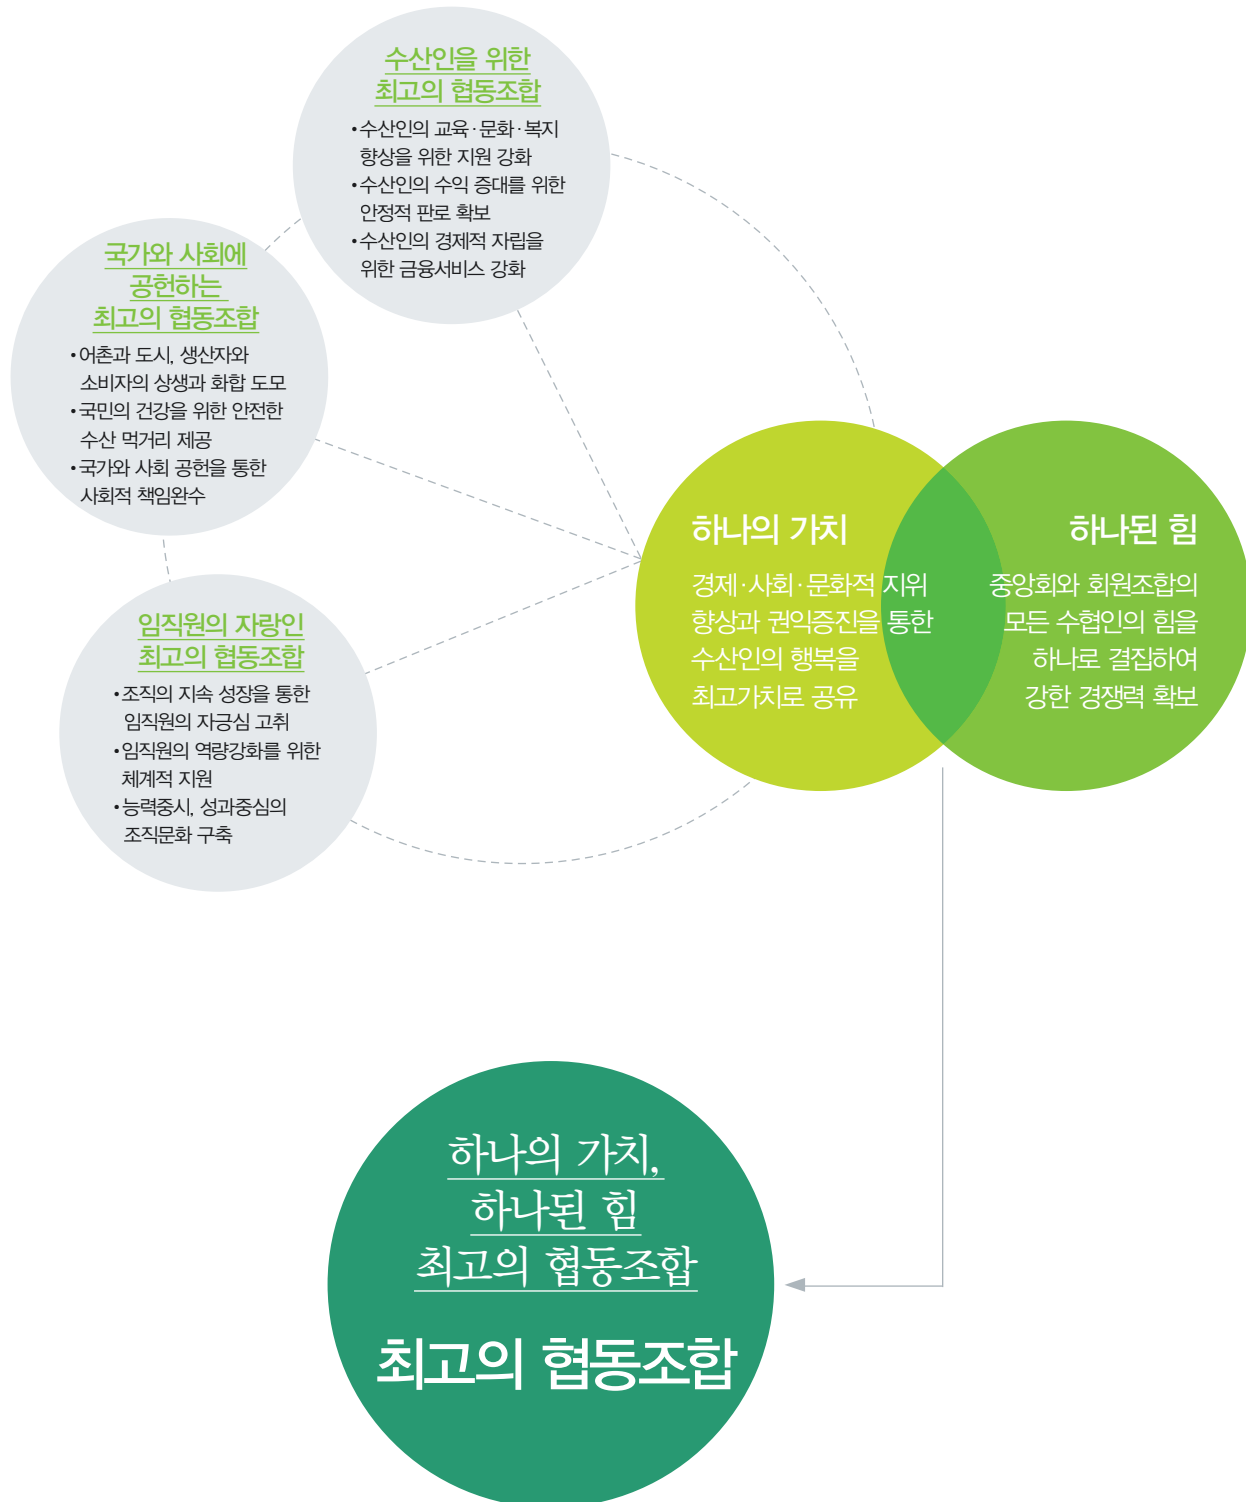 수산인을 위한
최고의 협동조합
•수산인의 교육·문화·복지
향상을 위한 지원 강화
•수산인의 수익 증대를 위한
안정적 판로 확보
•수산인의 경제적 자립을
위한 금융서비스 강화
국가와 사회에
공헌하는
최고의 협동조합
•어촌과 도시, 생산자와
소비자의 상생과 화합 도모
•국민의 건강을 위한 안전한
수산 먹거리 제공
•국가와 사회 공헌을 통한
사회적 책임완수
임직원의 자랑인
최고의 협동조합
•조직의 지속 성장을 통한
임직원의 자긍심 고취
•임직원의 역량강화를 위한
체계적 지원
•능력중시, 성과중심의
조직문화 구축
하나의 가치
경제·사회·문화적 지위
향상과 권익증진을 통한
수산인의 행복을
최고가치로 공유
하나된 힘
중앙회와 회원조합의
모든 수협인의 힘을
하나로 결집하여
강한 경쟁력 확보
하나의 가치,
하나된 힘
최고의 협동조합
최고의 협동조합